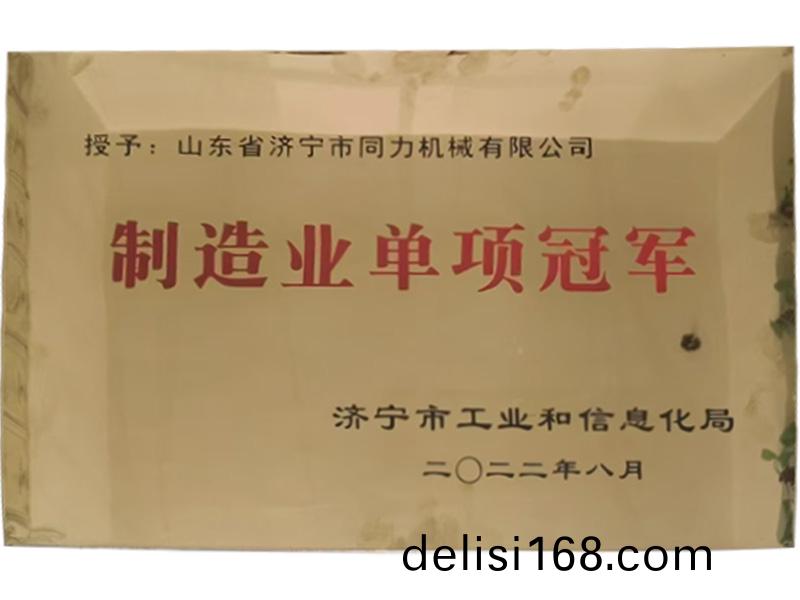 授予：山东省济宁市同力机械有限公司
制造业单项冠军
济宁市工业和信息化局
二〇二二年八月
delisi168.com